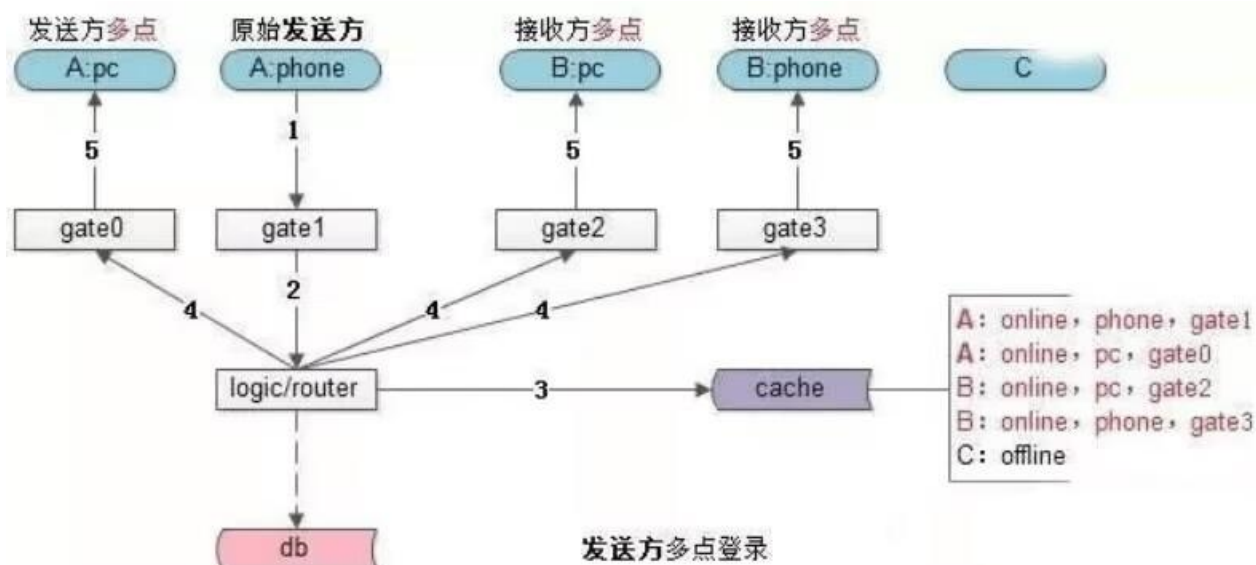 发送方多点
原始发送方
接收方多点
接收方多点
A:pc
A:phone
B:pc
B:phone
C
5
1
5
5
gate0
gate1
gate2
gate3
4
2
4
4
A: online, phone, gate1
A: online, pc, gate0
B: online, pc, gate2
B: online, phone, gate3
C: offline
logic/router
3
cache
db
发送方多点登录